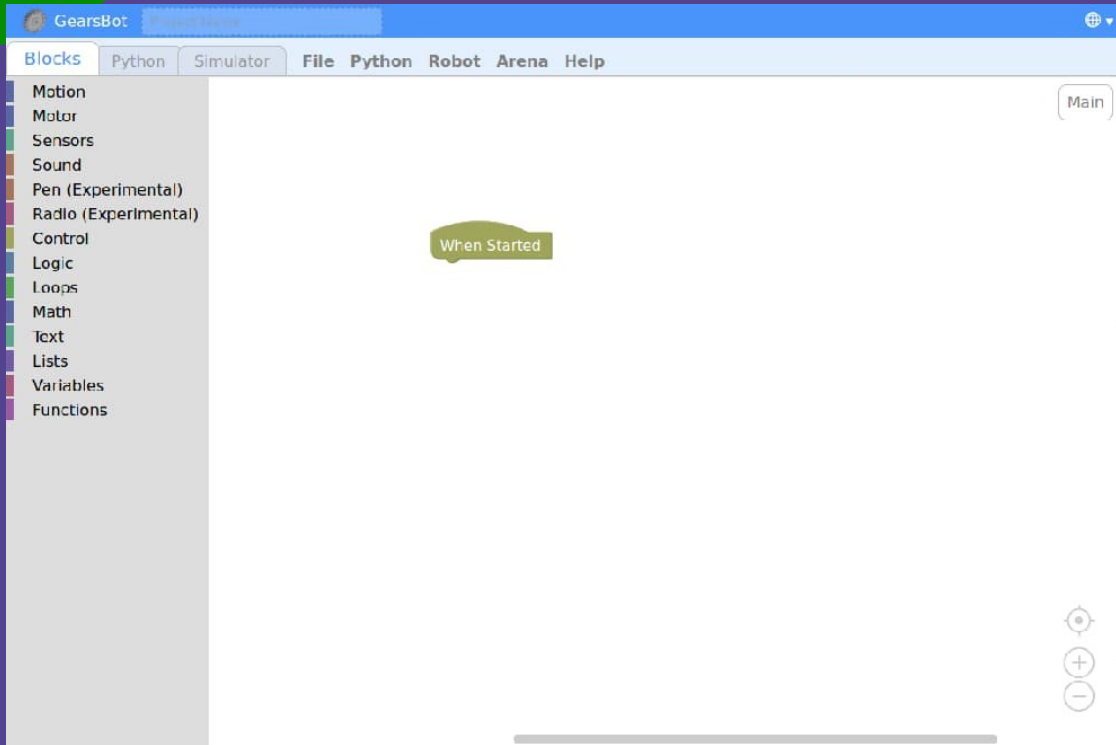 GearsBot
Blocks Python Simulator File Python Robot Arena Help
Motion
Main
Motor
Sensors
Sound
Pen (Experimental)
Radio (Experimental)
Control
When Started
Logic
Loops
Math
Text
Lists
Variables
Functions